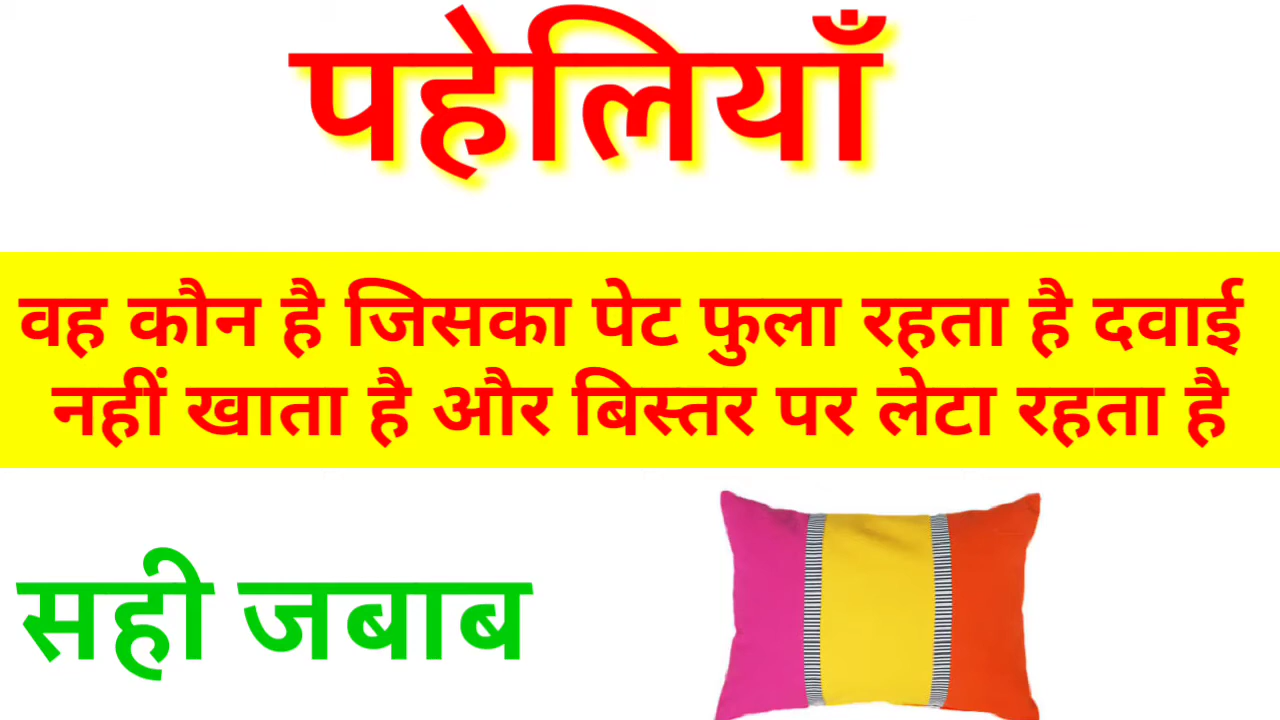 पहेलियाँ
वह कौन है जिसका पेट फुला रहता है दवाई
नहीं खाता है और बिस्तर पर लेटा रहता है
सही जबाब